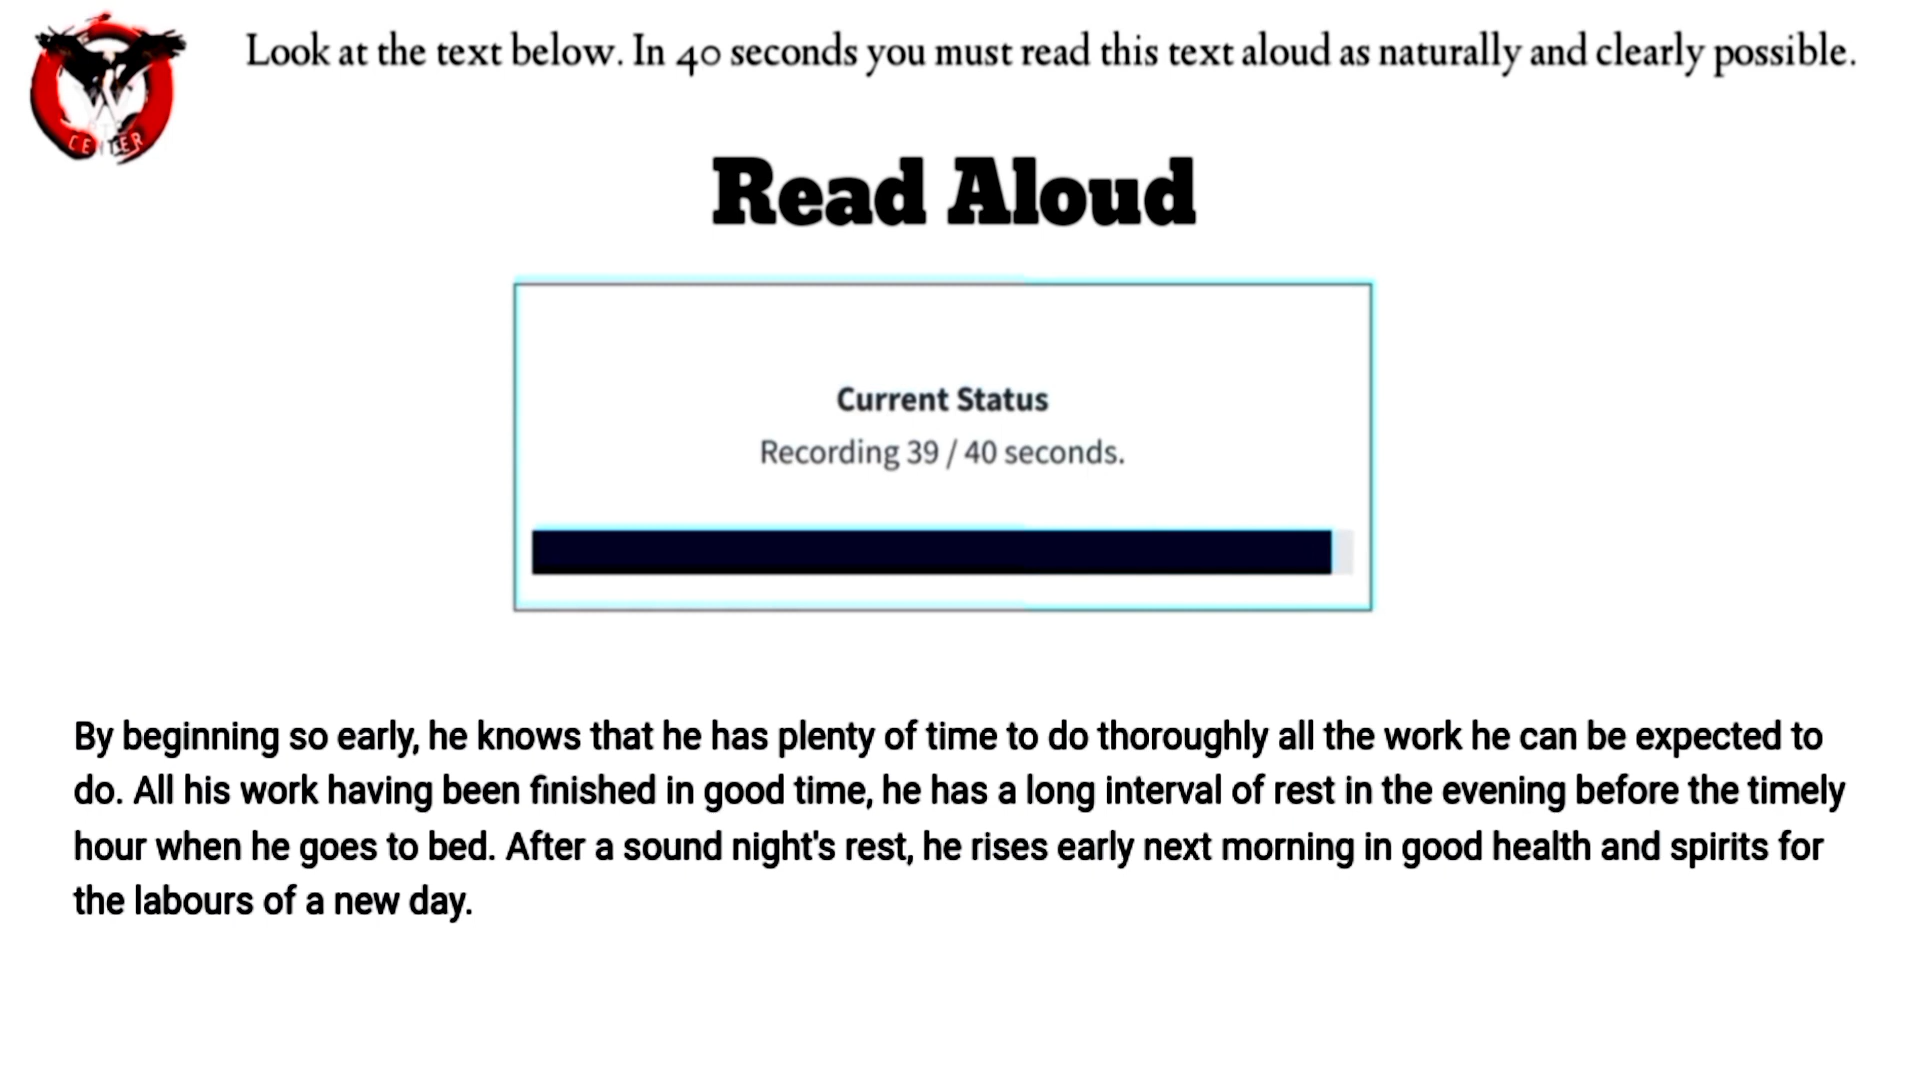 Look at the text below. In 40 seconds you must read this text aloud as naturally and clearly possible.
CENTER
Read Aloud
Current Status
Recording 39 / 40 seconds.
By beginning so early, he knows that he has plenty of time to do thoroughly all the work he can be expected to
do. All his work having been finished in good time, he has a long interval of rest in the evening before the timely
hour when he goes to bed. After a sound night's rest, he rises early next morning in good health and spirits for
the labours of a new day.